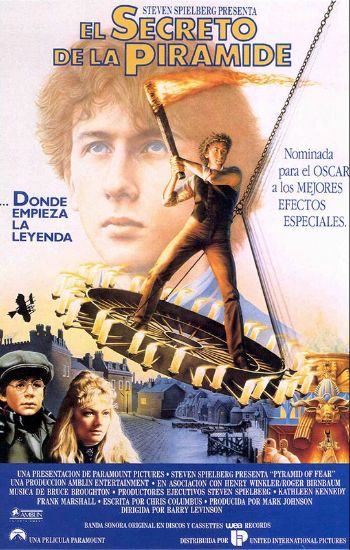 STEVEN SPIELBERG PRESENTA
EL SECRETO
DE LA PIRAMIDE
Nominada
para el OSCAR
a los MEJORES
EFECTOS
ESPECIALES.
... DONDE
EMPIEZA
LA
LEYENDA
UNA PRESENTACION DE PARAMOUNT PICTURES • STEVEN SPIELBERG PRESENTA "PYRAMID OF FEAR"
UNA PRODUCCION AMBLIN ENTERTAINMENT • EN ASOCIACION CON HENRY WINKLER/ROGER BIRNBAUM
MUSICA DE BRUCE BROUGHTON • PRODUCTORES EJECUTIVOS STEVEN SPIELBERG • KATHLEEN KENNEDY
FRANK MARSHALL • ESCRITA POR CHRIS COLUMBUS • PRODUCIDA POR MARK JOHNSON
DIRIGIDA POR BARRY LEVINSON
AMBLIN
BANDA SONORA ORIGINAL EN DISCOS Y CASSETTES wea RECORDS
UNA PELICULA PARAMOUNT
DISTRIBUIDA POR UNITED INTERNATIONAL PICTURES